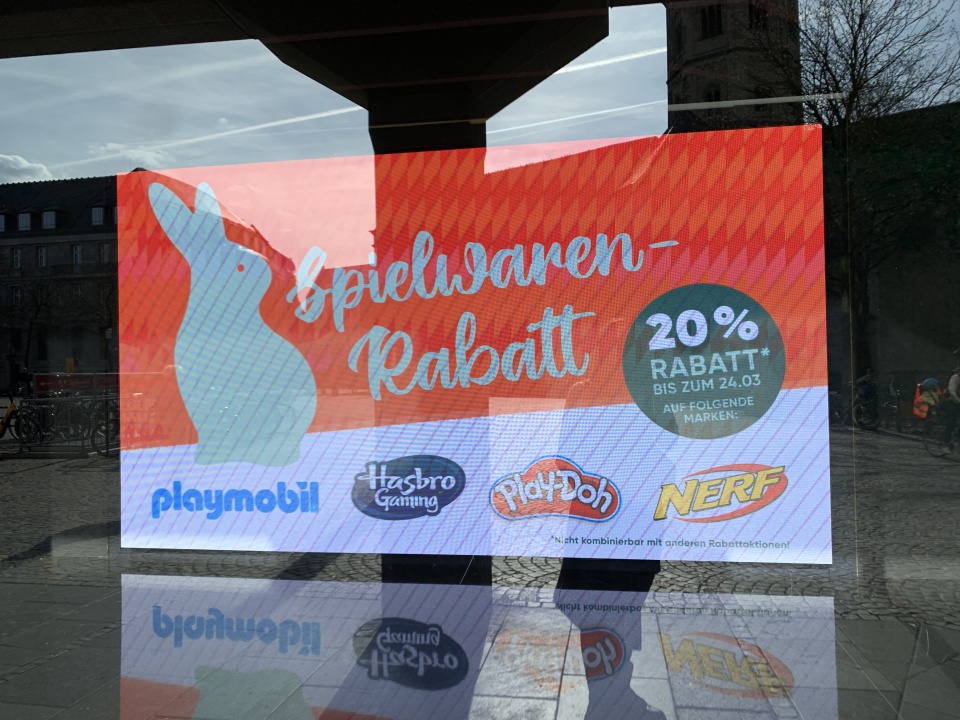 Spielwaren-
Rabatt
20%
RABATT*
BIS ZUM 24.03
AUF FOLGENDE
MARKEN:
playmobil
Hasbro
Gaming
Play-Doh
NERF
*Nicht kombinierbar mit anderen Rabattaktionen!